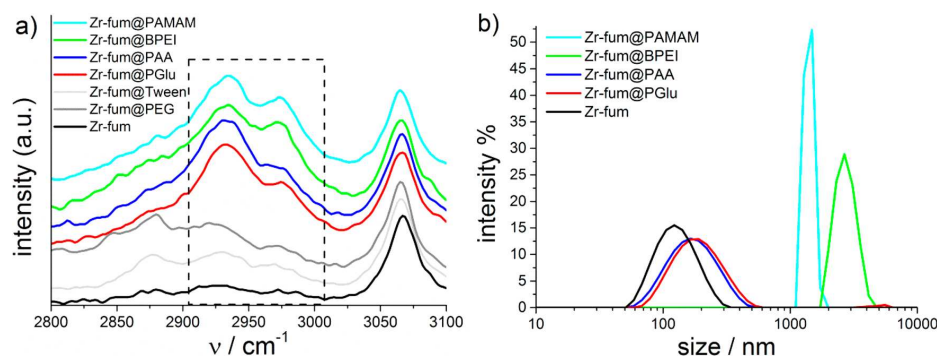 a)
Zr-fum@PAMAM
Zr-fum@BPEI
Zr-fum@PAA
Zr-fum@PGlu
Zr-fum@Tween
Zr-fum@PEG
Zr-fum
intensity (a.u.)
2800 2850 2900 2950 3000 3050 3100
ν / cm⁻¹
b)
Zr-fum@PAMAM
Zr-fum@BPEI
Zr-fum@PAA
Zr-fum@PGlu
Zr-fum
intensity %
50
45
40
35
30
25
20
15
10
5
0
10 100 1000 10000
size / nm